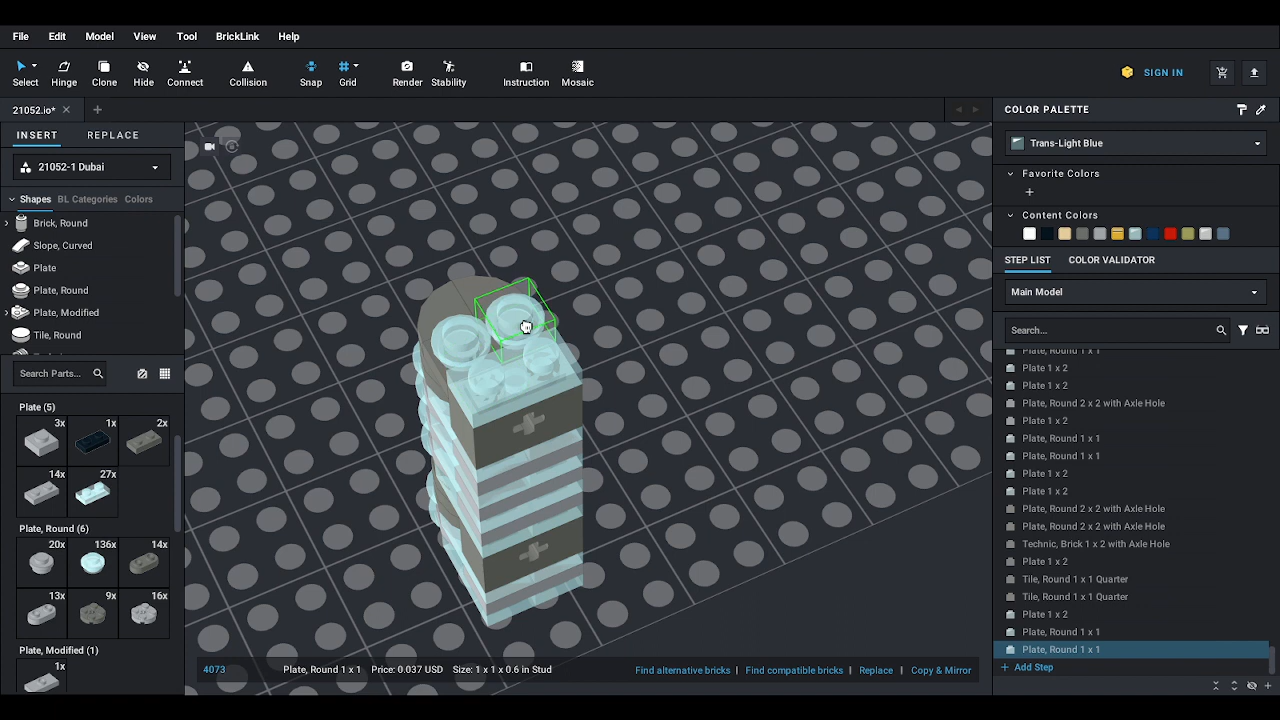 File Edit Model View Tool BrickLink Help
Select Hinge Clone Hide Connect Collision Snap Grid Render Stability Instruction Mosaic
SIGN IN
21052.io*
INSERT REPLACE
21052-1 Dubai
Shapes BL Categories Colors
Brick, Round
Slope, Curved
Plate
Plate, Round
Plate, Modified
Tile, Round
Search Parts...
Plate (5)
3x 1x 2x
14x 27x
Plate, Round (6)
20x 136x 14x
13x 9x 16x
Plate, Modified (1)
1x
4073 Plate, Round 1 x 1 Price: 0.037 USD Size: 1 x 1 x 0.6 in Stud
Find alternative bricks | Find compatible bricks | Replace | Copy & Mirror
COLOR PALETTE
Trans-Light Blue
Favorite Colors
Content Colors
STEP LIST COLOR VALIDATOR
Main Model
Search...
Plate, Round 1 x 1
Plate 1 x 2
Plate 1 x 2
Plate, Round 2 x 2 with Axle Hole
Plate 1 x 2
Plate, Round 1 x 1
Plate, Round 1 x 1
Plate 1 x 2
Plate 1 x 2
Plate, Round 2 x 2 with Axle Hole
Plate, Round 2 x 2 with Axle Hole
Technic, Brick 1 x 2 with Axle Hole
Plate 1 x 2
Tile, Round 1 x 1 Quarter
Tile, Round 1 x 1 Quarter
Plate 1 x 2
Plate, Round 1 x 1
Plate, Round 1 x 1
+ Add Step